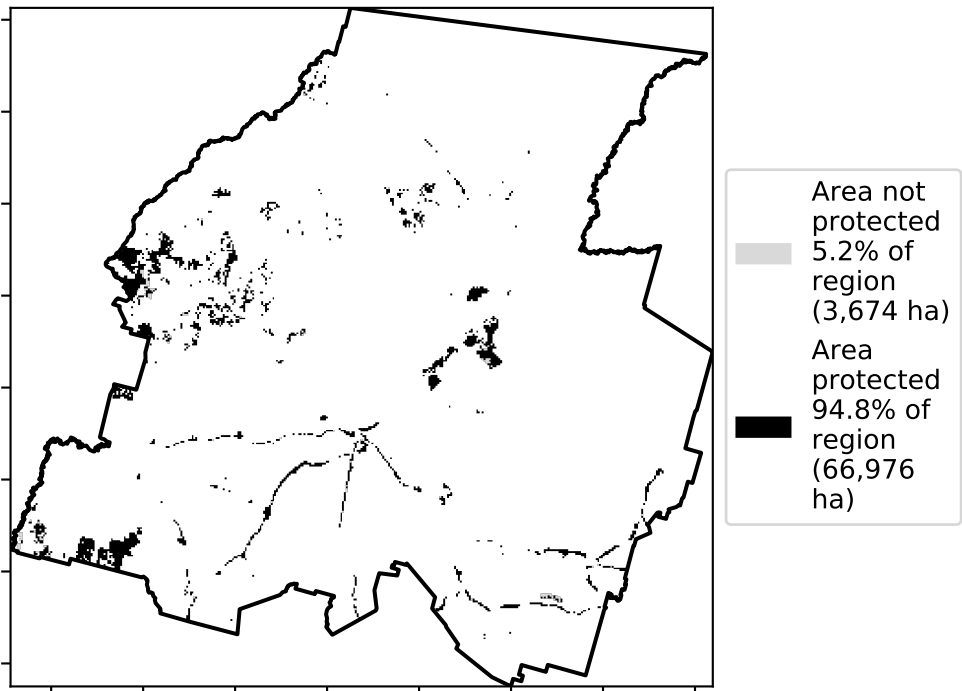 Area not
protected
5.2% of
region
(3,674 ha)
Area
protected
94.8% of
region
(66,976
ha)